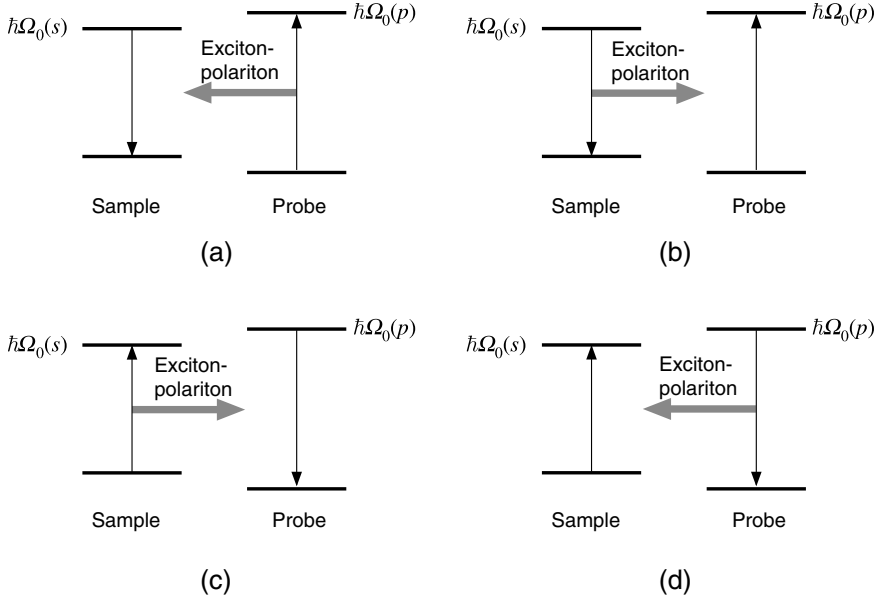 ħΩ₀(s)
Exciton-
polariton
ħΩ₀(p)
Sample
Probe
(a)
ħΩ₀(s)
Exciton-
polariton
ħΩ₀(p)
Sample
Probe
(b)
ħΩ₀(s)
Exciton-
polariton
ħΩ₀(p)
Sample
Probe
(c)
ħΩ₀(s)
Exciton-
polariton
ħΩ₀(p)
Sample
Probe
(d)